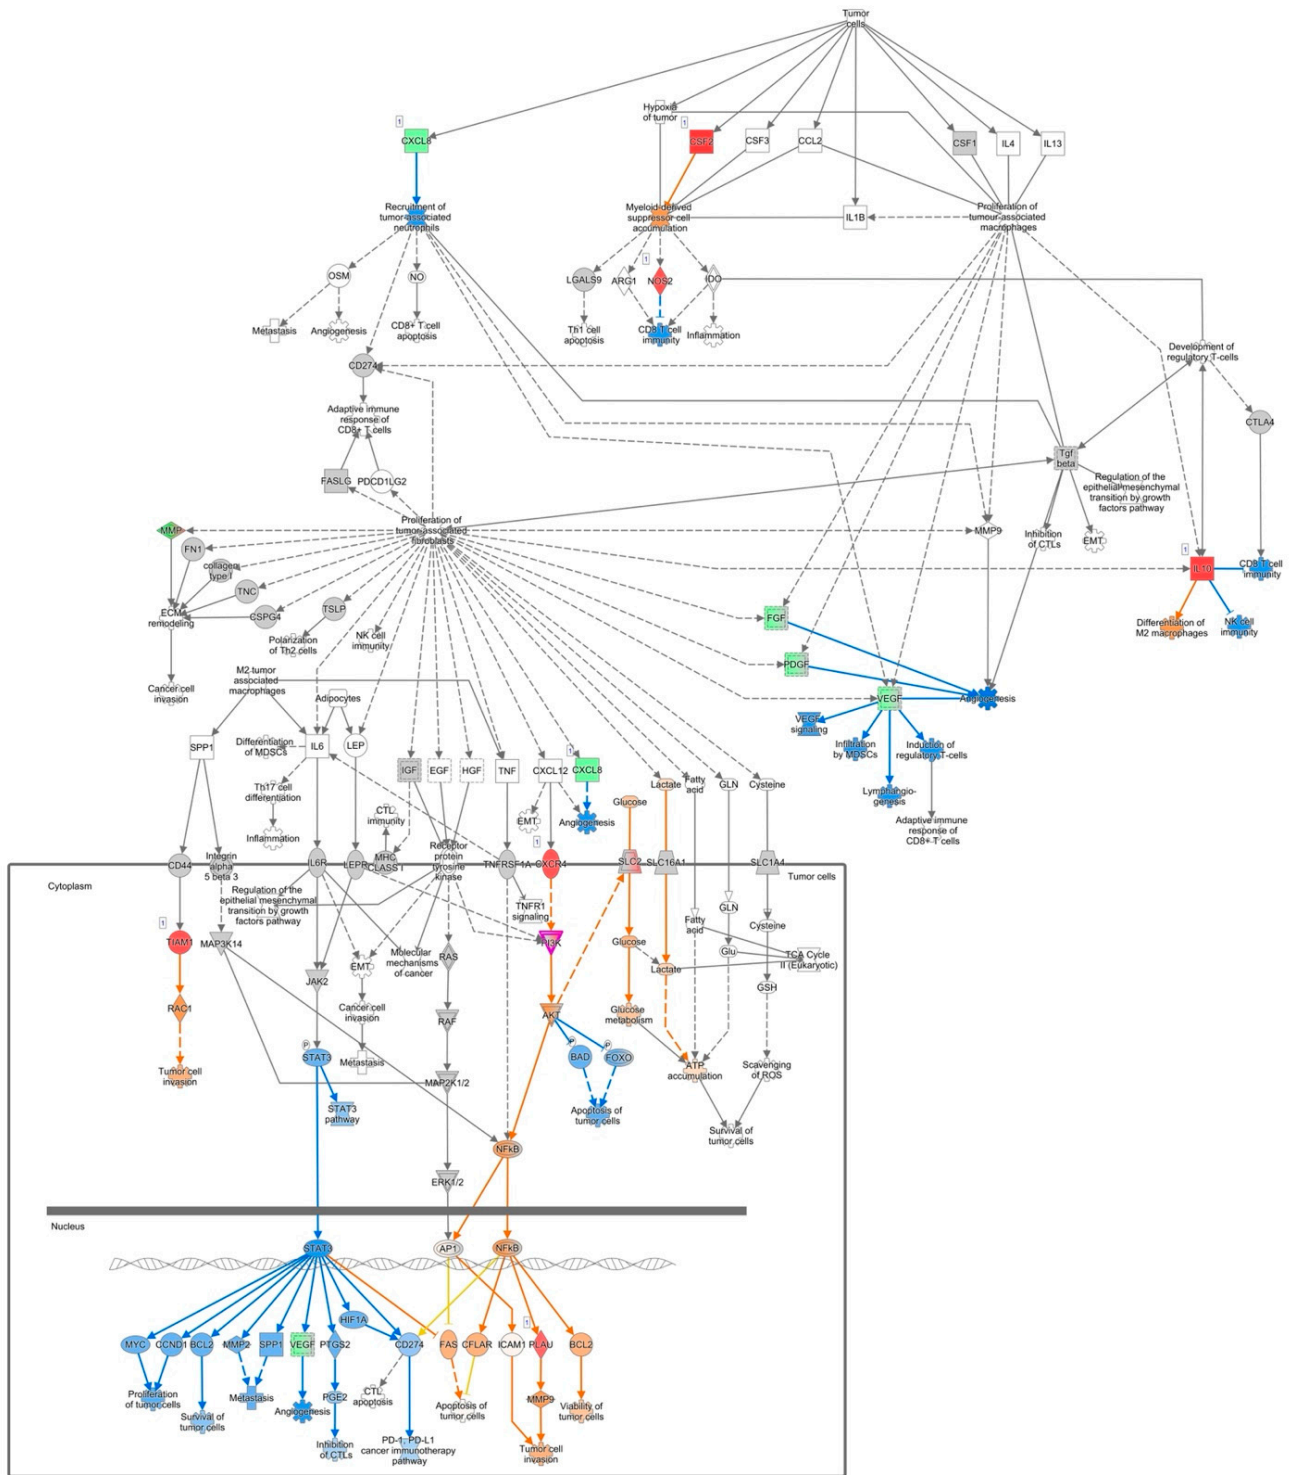 Tumor
cells
Hypoxia
of tumor
1
CXCL8
1
CSF2
CSF3
CCL2
CSF1
IL4
IL13
Recruitment of
tumor-associated
neutrophils
Myeloid-derived
suppressor cell
accumulation
IL1B
Proliferation of
tumour-associated
macrophages
OSM
NO
LGALS9
ARG1
1
NOS2
IDO
Metastasis
Angiogenesis
CD8+ T cell
apoptosis
Th1 cell
apoptosis
CD8 T cell
immunity
Inflammation
Development of
regulatory T-cells
CD274
CTLA4
Adaptive immune
response of
CD8+ T cells
FASLG
PDCD1LG2
Tgf
beta
Regulation of the
epithelial-mesenchymal
transition by growth
factors pathway
MMP
Proliferation of
tumor-associated
fibroblasts
MMP9
Inhibition
of CTLs
EMT
FN1
collagen
type I
TNC
CSPG4
TSLP
ECM
remodeling
Polarization
of Th2 cells
NK cell
immunity
1
IL10
CD8 T cell
immunity
FGF
Differentiation of
M2 macrophages
NK cell
immunity
PDGF
Cancer cell
invasion
M2 tumor
associated
macrophages
Adipocytes
VEGF
Angiogenesis
VEGF
signaling
Infiltration
by MDSCs
Induction of
regulatory T-cells
SPP1
Differentiation
of MDSCs
IL6
LEP
IGF
EGF
HGF
TNF
CXCL12
1
CXCL8
Lactate
Fatty
acid
GLN
Cysteine
Th17 cell
differentiation
Glucose
Lymphangio-
genesis
Inflammation
CTL
immunity
EMT
Angiogenesis
Adaptive immune
response of
CD8+ T cells
CD44
Integrin
alpha
5 beta 3
IL6R
LEPR
MHC
CLASS I
Receptor
protein
tyrosine
kinase
TNFRSF1A
1
CXCR4
SLC2
SLC16A1
SLC1A4
Cytoplasm
Tumor cells
Regulation of the
epithelial mesenchymal
transition by growth
factors pathway
TNFR1
signaling
GLN
Fatty
acid
Cysteine
1
TIAM1
MAP3K14
PI3K
Glucose
Molecular
mechanisms
of cancer
RAS
EMT
Lactate
Glu
TCA Cycle
II (Eukaryotic)
JAK2
GSH
RAC1
Cancer cell
invasion
RAF
AKT
Glucose
metabolism
P
STAT3
Metastasis
P
BAD
P
FOXO
ATP
accumulation
Scavenging
of ROS
Tumor cell
invasion
MAP2K1/2
STAT3
pathway
Apoptosis of
tumor cells
Survival of
tumor cells
NFkB
ERK1/2
Nucleus
STAT3
AP1
NFkB
HIF1A
MYC
CCND1
BCL2
MMP2
SPP1
VEGF
PTGS2
CD274
FAS
CFLAR
ICAM1
1
PLAU
BCL2
Proliferation
of tumor cells
Metastasis
PGE2
CTL
apoptosis
Apoptosis of
tumor cells
MMP9
Viability of
tumor cells
Survival of
tumor cells
Angiogenesis
Inhibition
of CTLs
PD-1, PD-L1
cancer immunotherapy
pathway
Tumor cell
invasion